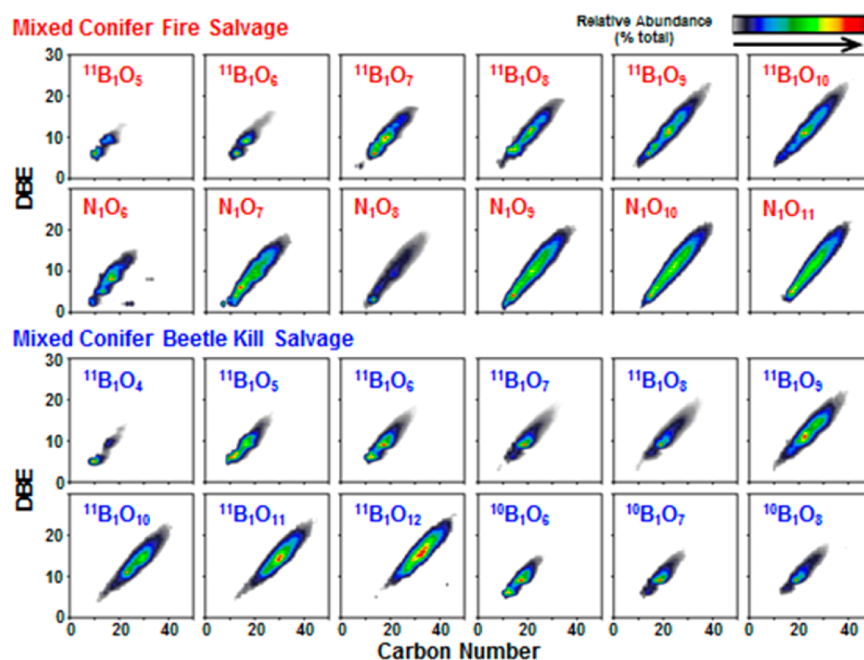 Mixed Conifer Fire Salvage
Relative Abundance
(% total)
¹¹B₁O₅ ¹¹B₁O₆ ¹¹B₁O₇ ¹¹B₁O₈ ¹¹B₁O₉ ¹¹B₁O₁₀
30
20
10
0
DBE
N₁O₆ N₁O₇ N₁O₈ N₁O₉ N₁O₁₀ N₁O₁₁
20
10
0
Mixed Conifer Beetle Kill Salvage
30
¹¹B₁O₄ ¹¹B₁O₅ ¹¹B₁O₆ ¹¹B₁O₇ ¹¹B₁O₈ ¹¹B₁O₉
20
10
0
DBE
¹¹B₁O₁₀ ¹¹B₁O₁₁ ¹¹B₁O₁₂ ¹⁰B₁O₆ ¹⁰B₁O₇ ¹⁰B₁O₈
20
10
0
0 20 40 0 20 40 0 20 40 0 20 40 0 20 40 0 20 40
Carbon Number